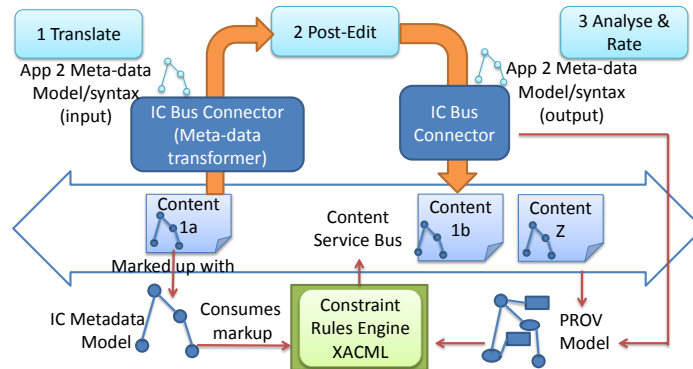 1 Translate
2 Post-Edit
3 Analyse &
Rate
App 2 Meta-data
Model/syntax
(input)
App 2 Meta-data
Model/syntax
(output)
IC Bus Connector
(Meta-data
transformer)
IC Bus
Connector
Content
1a
Content
Service Bus
Content
1b
Content
Z
Marked up with
IC Metadata
Model
Consumes
markup
Constraint
Rules Engine
XACML
PROV
Model